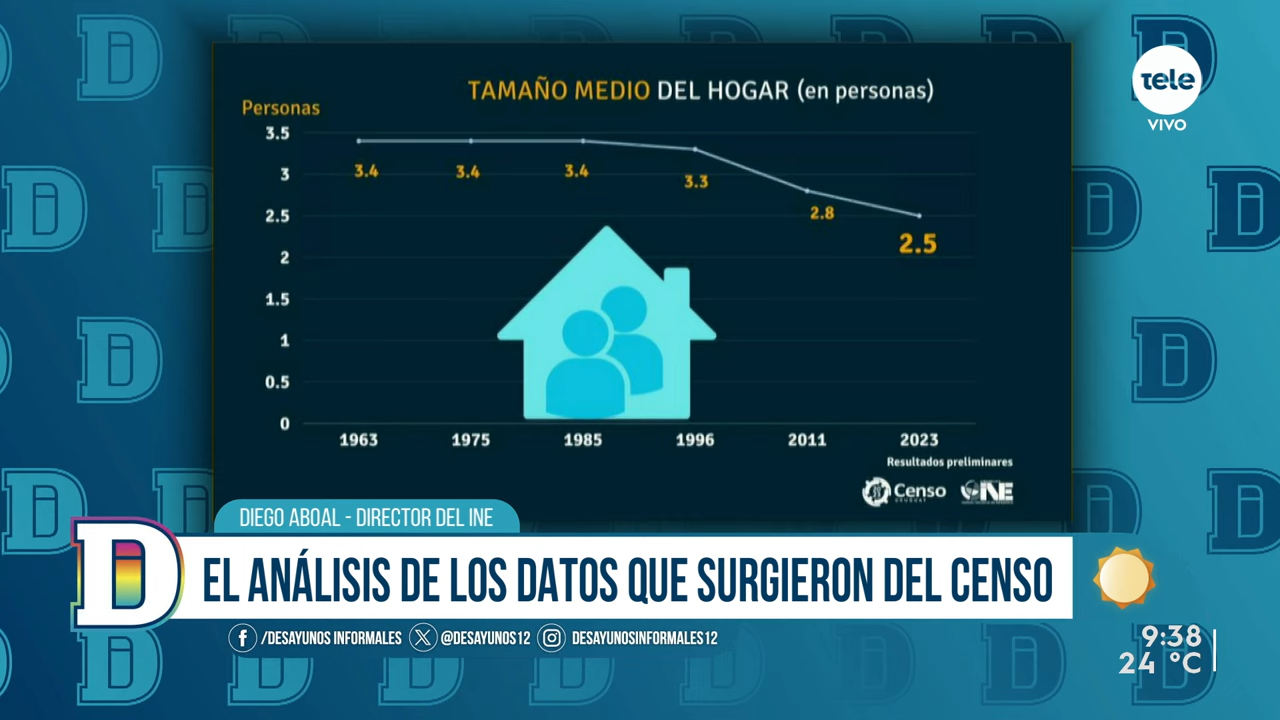 tele
VIVO
TAMAÑO MEDIO DEL HOGAR (en personas)
Personas
3.5
3
2.5
2
1.5
1
0.5
0
3.4
3.4
3.4
3.3
2.8
2.5
1963
1975
1985
1996
2011
2023
Resultados preliminares
Censo
URUGUAY
INE
DIEGO ABOAL - DIRECTOR DEL INE
D
EL ANÁLISIS DE LOS DATOS QUE SURGIERON DEL CENSO
/DESAYUNOS INFORMALES
@DESAYUNOS12
DESAYUNOSINFORMALES12
9:38
24 °C